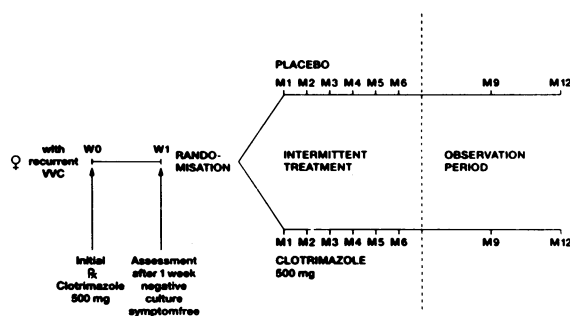 PLACEBO
M1 M2 M3 M4 M5 M6 M9 M12
♀ with recurrent VVC
W0 W1
RANDO-
MISATION
INTERMITTENT
TREATMENT
OBSERVATION
PERIOD
M1 M2 M3 M4 M5 M6 M9 M12
CLOTRIMAZOLE
500 mg
Initial
℞
Clotrimazole
500 mg
Assessment
after 1 week
negative
culture
symptomfree